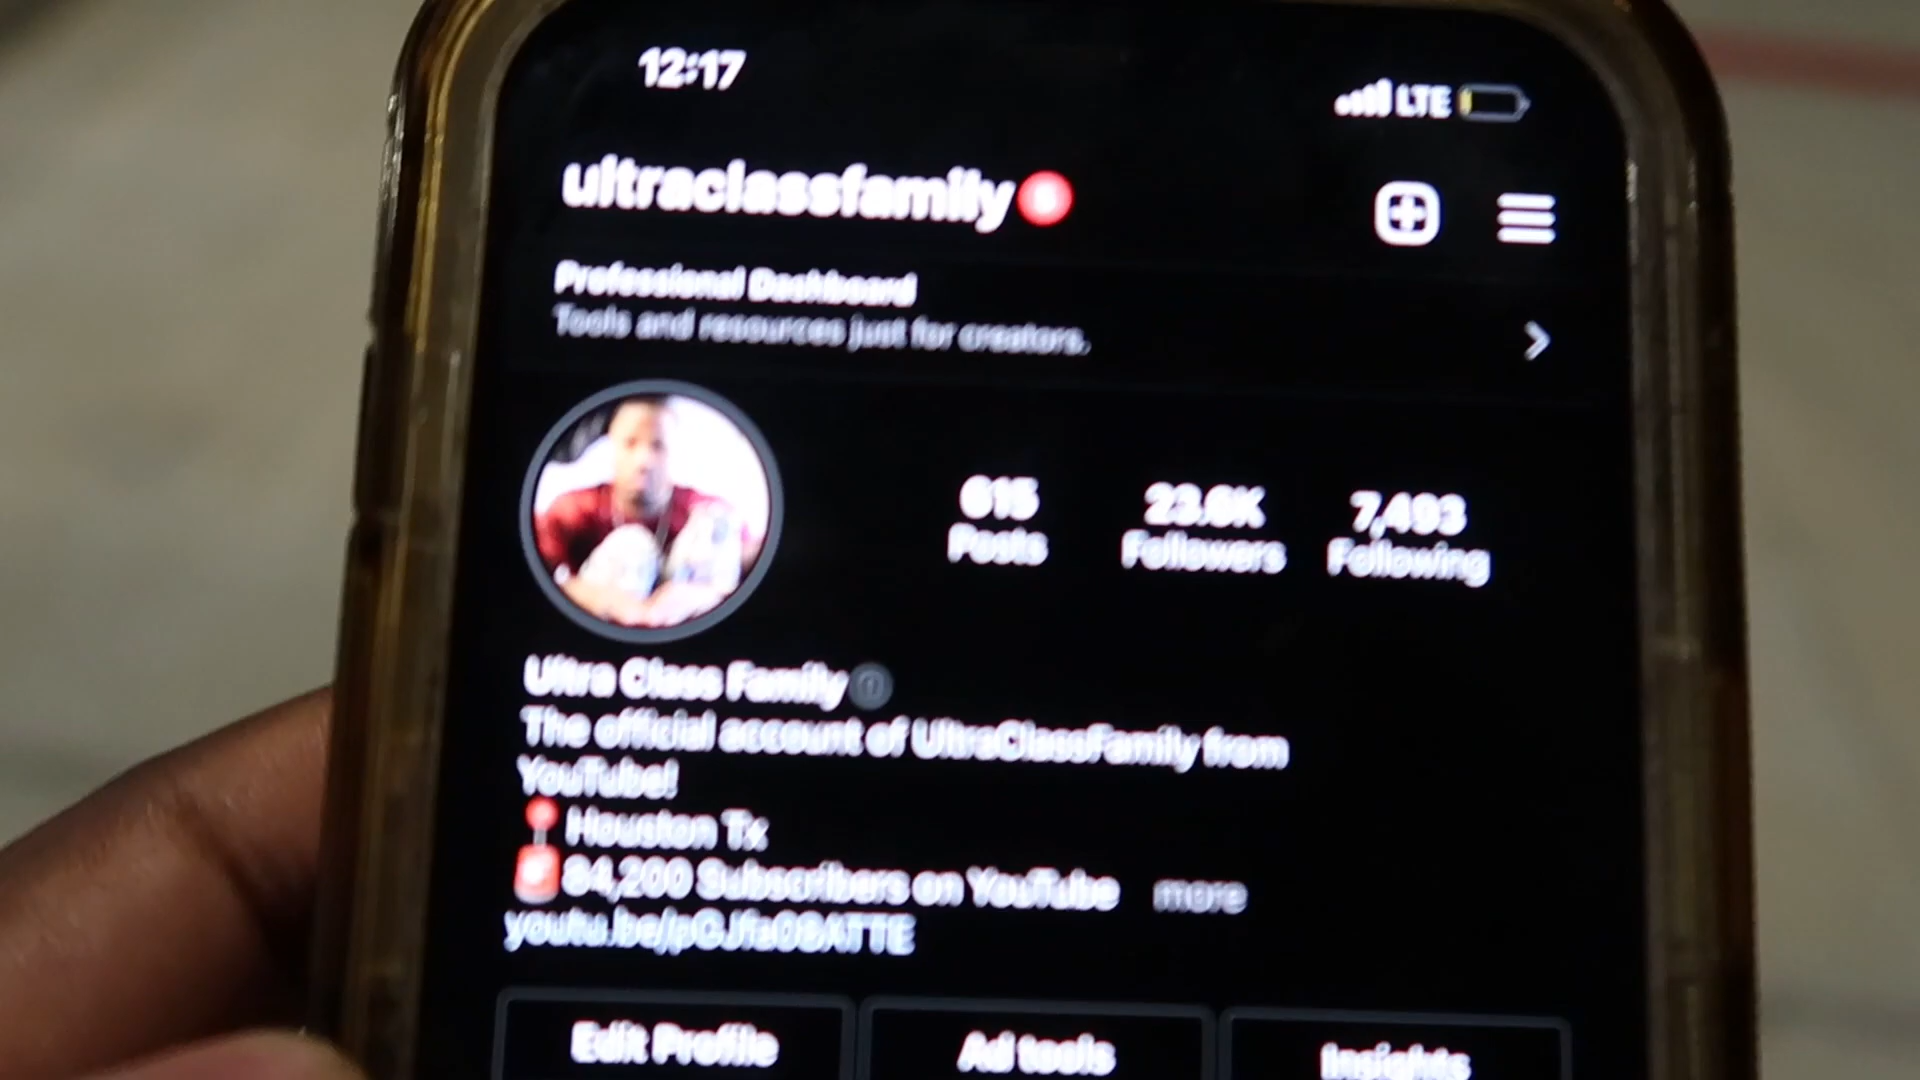 12:17
LTE
ultraclassfamily
Professional Dashboard
Tools and resources just for creators.
615 23.6K 7,493
Posts Followers Following
Ultra Class Family
The official account of UltraClassFamily from
YouTube!
Houston Tx
84,200 Subscribers on YouTube more
Edit Profile Ad tools Insights